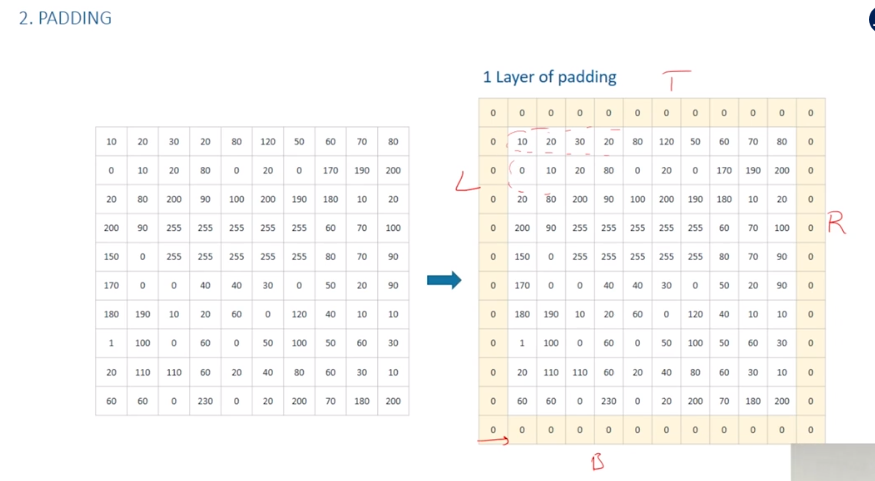 2. PADDING
1 Layer of padding
T
0 0 0 0 0 0 0 0 0 0 0 0
10 20 30 20 80 120 50 60 70 80
0 10 20 30 20 80 120 50 60 70 80 0
0 10 20 80 0 20 0 170 190 200
0 0 10 20 80 0 20 0 170 190 200 0
L
20 80 200 90 100 200 190 180 10 20
0 20 80 200 90 100 200 190 180 10 20 0
200 90 255 255 255 255 255 60 70 100
0 200 90 255 255 255 255 255 60 70 100 0
R
150 0 255 255 255 255 255 80 70 90
0 150 0 255 255 255 255 255 80 70 90 0
170 0 0 40 40 30 0 50 20 90
0 170 0 0 40 40 30 0 50 20 90 0
180 190 10 20 60 0 120 40 10 10
0 180 190 10 20 60 0 120 40 10 10 0
1 100 0 60 0 50 100 50 60 30
0 1 100 0 60 0 50 100 50 60 30 0
20 110 110 60 20 40 80 60 30 10
0 20 110 110 60 20 40 80 60 30 10 0
60 60 0 230 0 20 200 70 180 200
0 60 60 0 230 0 20 200 70 180 200 0
0 0 0 0 0 0 0 0 0 0 0 0
B